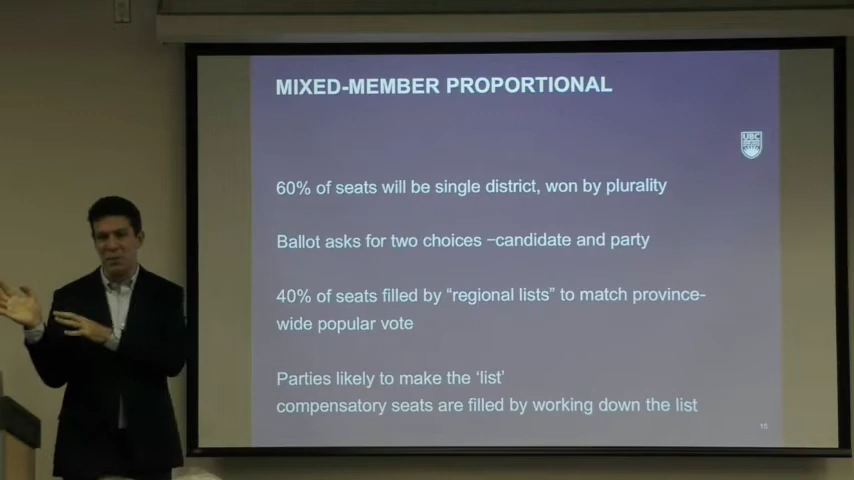 MIXED-MEMBER PROPORTIONAL
UBC
60% of seats will be single district, won by plurality
Ballot asks for two choices –candidate and party
40% of seats filled by “regional lists” to match province-
wide popular vote
Parties likely to make the ‘list’
compensatory seats are filled by working down the list